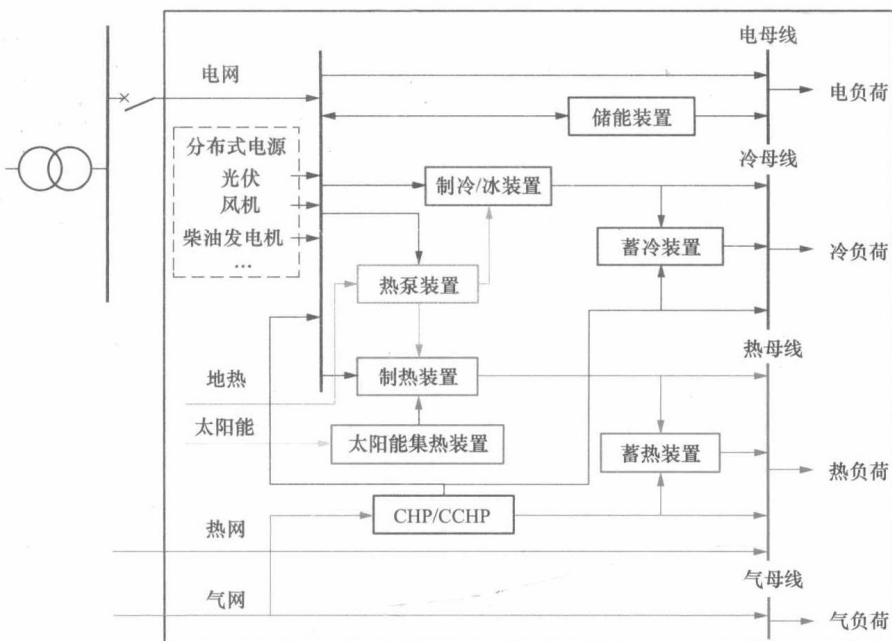 电母线
电网
电负荷
储能装置
分布式电源
光伏
风机
柴油发电机
...
制冷/冰装置
冷母线
蓄冷装置
冷负荷
热泵装置
热母线
地热
制热装置
太阳能
太阳能集热装置
蓄热装置
热负荷
CHP/CCHP
热网
气母线
气网
气负荷